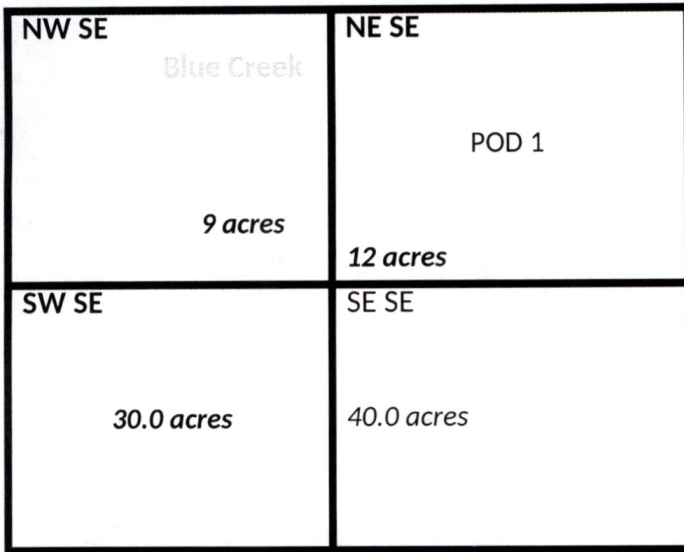 NW SE
Blue Creek
9 acres
NE SE
POD 1
12 acres
SW SE
30.0 acres
SE SE
40.0 acres